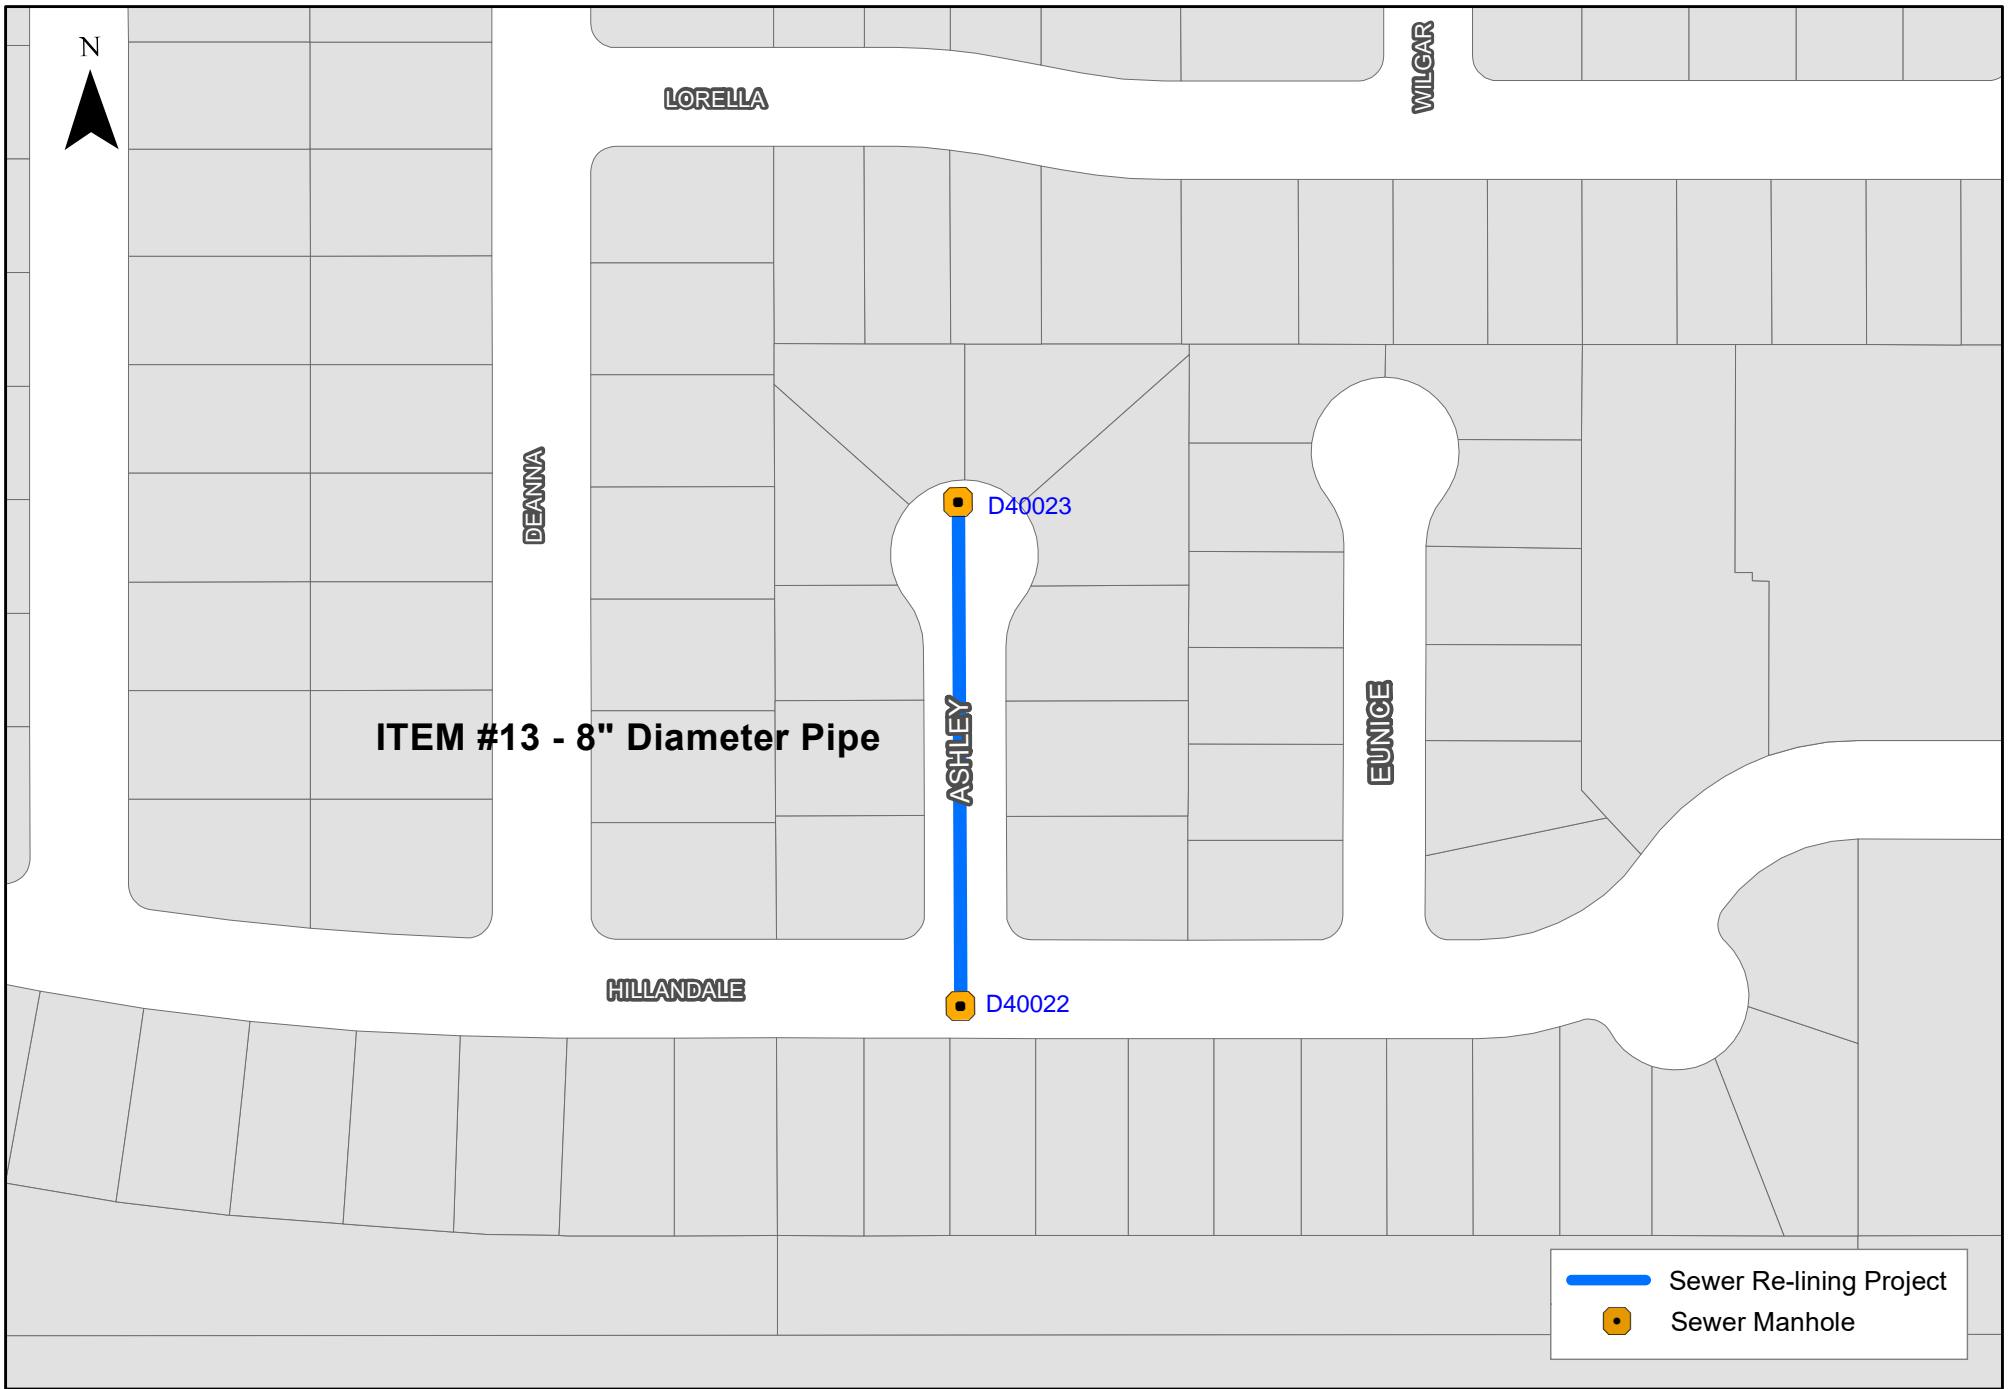 N
LORELLA
WILGAR
DEANNA
D40023
ASHLEY
EUNICE
ITEM #13 - 8" Diameter Pipe
HILLANDALE
D40022
Sewer Re-lining Project
Sewer Manhole